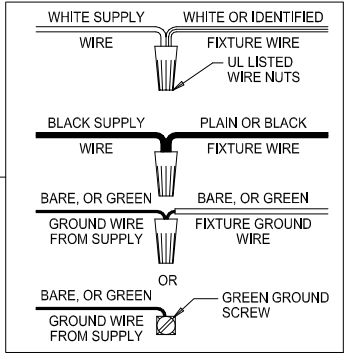 WHITE SUPPLY WHITE OR IDENTIFIED
WIRE FIXTURE WIRE
UL LISTED
WIRE NUTS
BLACK SUPPLY PLAIN OR BLACK
WIRE FIXTURE WIRE
BARE, OR GREEN BARE, OR GREEN
GROUND WIRE FIXTURE GROUND
FROM SUPPLY WIRE
OR
BARE, OR GREEN GREEN GROUND
SCREW
GROUND WIRE
FROM SUPPLY